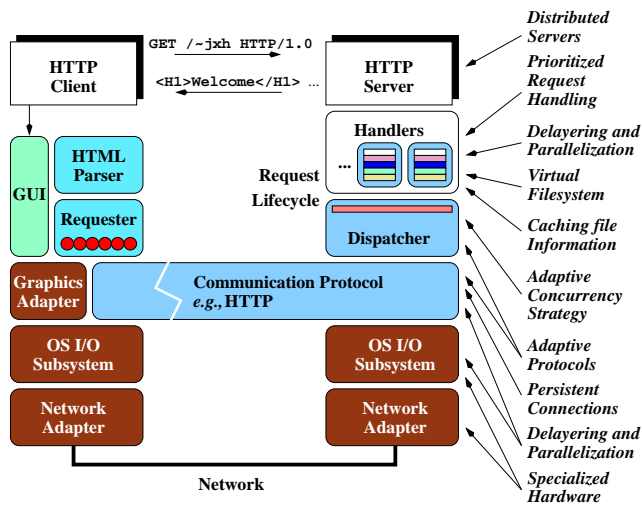 GET /~jxh HTTP/1.0
<H1>Welcome</H1> ...
HTTP
Client
HTTP
Server
GUI
HTML
Parser
Requester
Request
Lifecycle
Handlers
...
Dispatcher
Graphics
Adapter
Communication Protocol
e.g., HTTP
OS I/O
Subsystem
OS I/O
Subsystem
Network
Adapter
Network
Adapter
Network
Distributed
Servers
Prioritized
Request
Handling
Delayering and
Parallelization
Virtual
Filesystem
Caching file
Information
Adaptive
Concurrency
Strategy
Adaptive
Protocols
Persistent
Connections
Delayering and
Parallelization
Specialized
Hardware